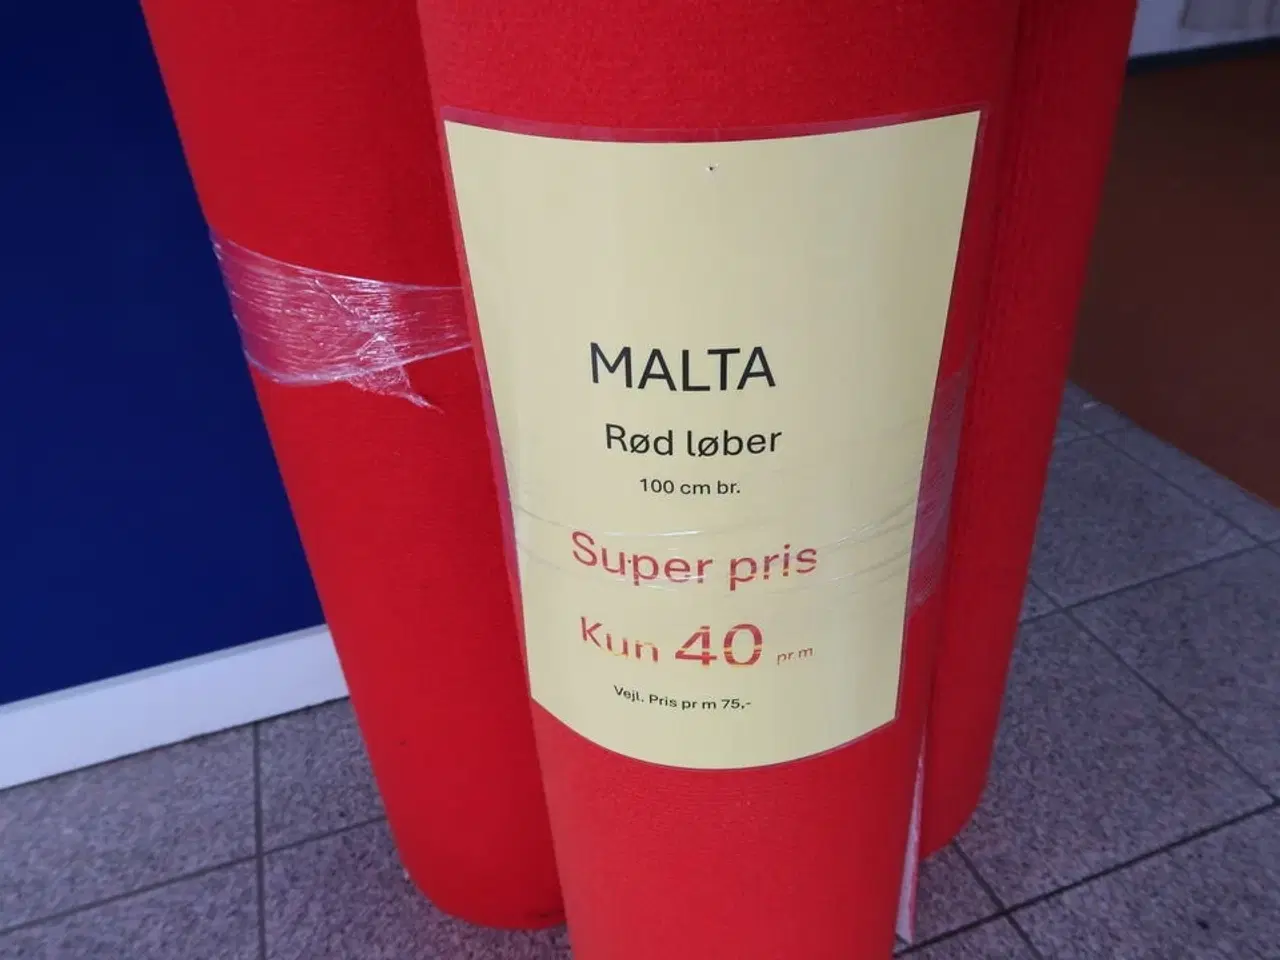 MALTA
Rød løber
100 cm br.
Super pris
Kun 40 pr.m
Vejl. Pris pr m 75,-